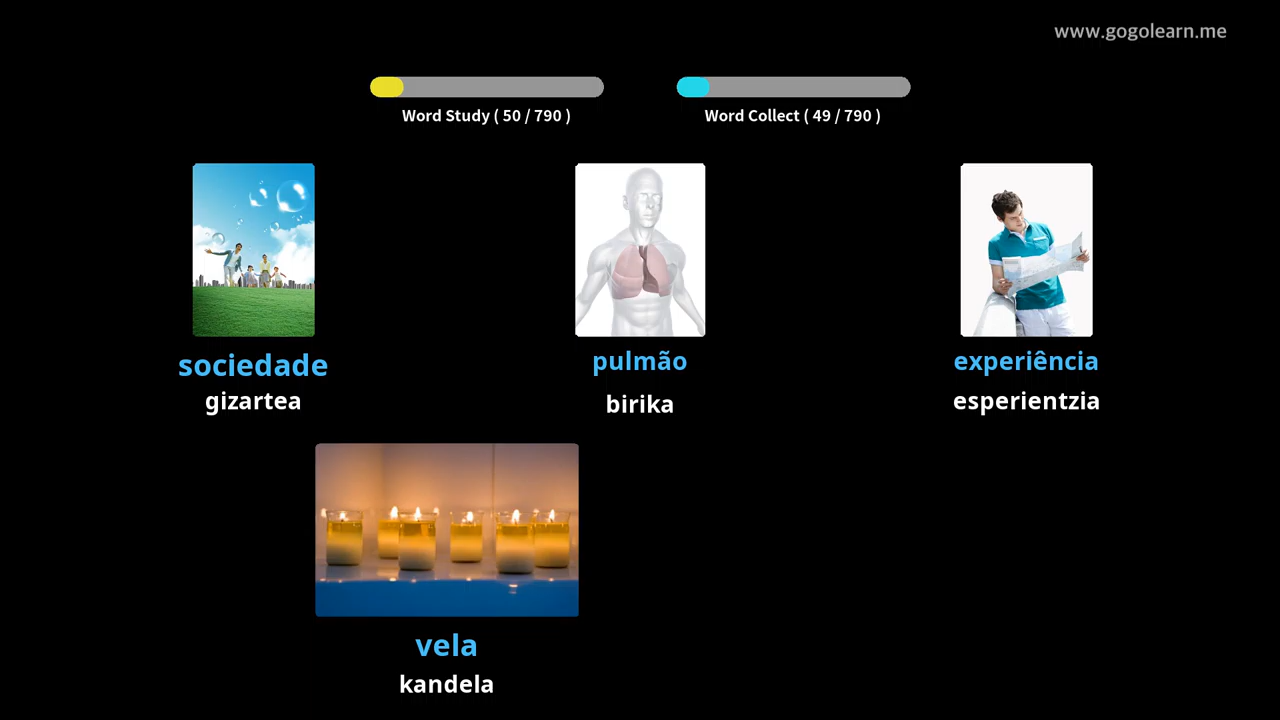 www.gogolearn.me
Word Study ( 50 / 790 )
Word Collect ( 49 / 790 )
sociedade
gizartea
pulmão
birika
experiência
esperientzia
vela
kandela